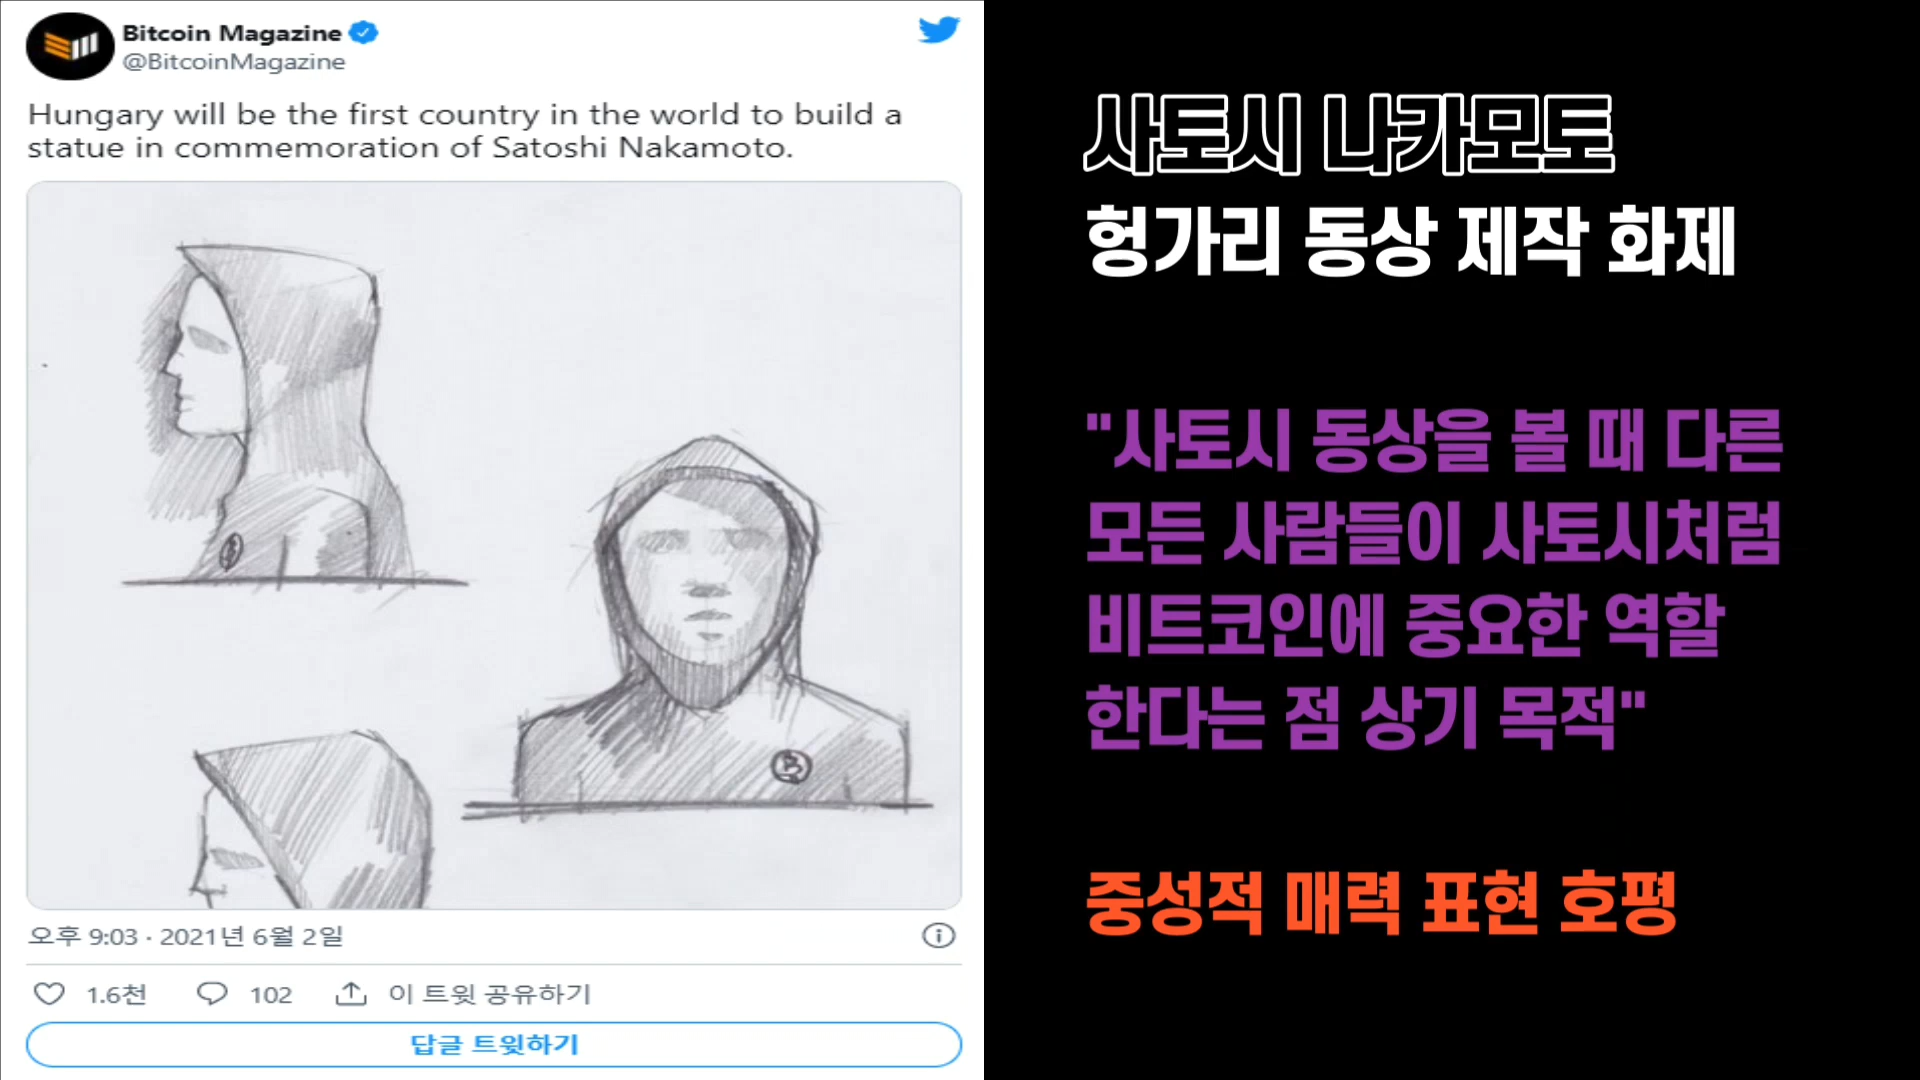 Bitcoin Magazine
@BitcoinMagazine
Hungary will be the first country in the world to build a
statue in commemoration of Satoshi Nakamoto.
오후 9:03 · 2021년 6월 2일
1.6천 102 이 트윗 공유하기
답글 트윗하기
사토시 나카모토
헝가리 동상 제작 화제
"사토시 동상을 볼 때 다른
모든 사람들이 사토시처럼
비트코인에 중요한 역할
한다는 점 상기 목적"
중성적 매력 표현 호평